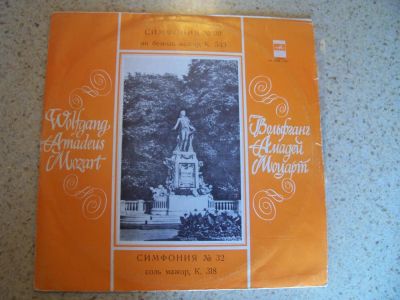 СИМФОНИЯ № 39
ми бемоль мажор, К. 543
Wolfgang
Amadeus
Mozart
Вольфганг
Амадей
Моцарт
СИМФОНИЯ № 32
соль мажор, К. 318